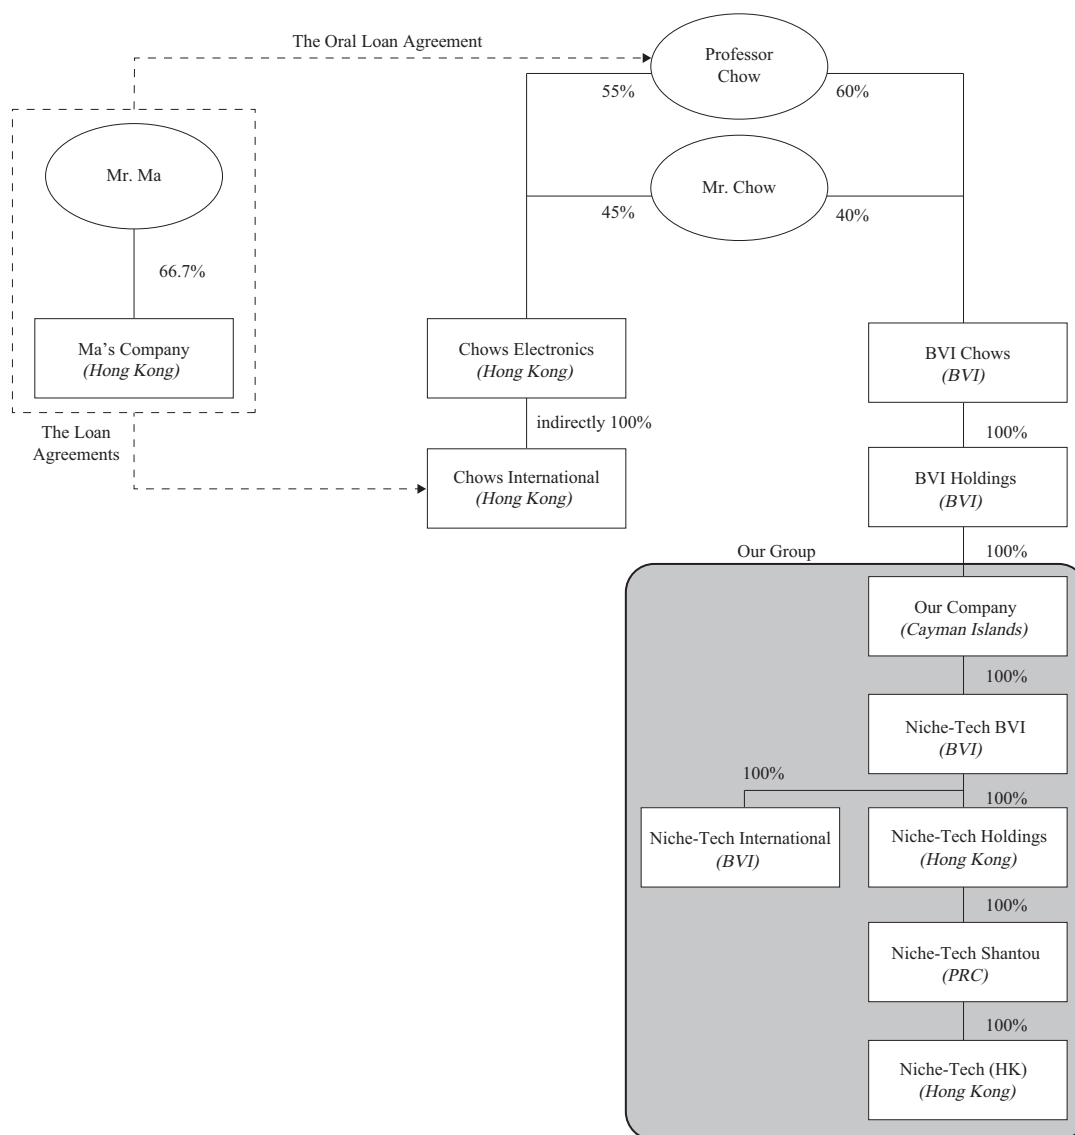 The Oral Loan Agreement
Professor
Chow
55%
60%
Mr. Ma
Mr. Chow
45%
40%
66.7%
Ma's Company
(Hong Kong)
Chows Electronics
(Hong Kong)
BVI Chows
(BVI)
The Loan
Agreements
indirectly 100%
100%
Chows International
(Hong Kong)
BVI Holdings
(BVI)
Our Group
100%
Our Company
(Cayman Islands)
100%
Niche-Tech BVI
(BVI)
100%
100%
Niche-Tech International
(BVI)
Niche-Tech Holdings
(Hong Kong)
100%
Niche-Tech Shantou
(PRC)
100%
Niche-Tech (HK)
(Hong Kong)